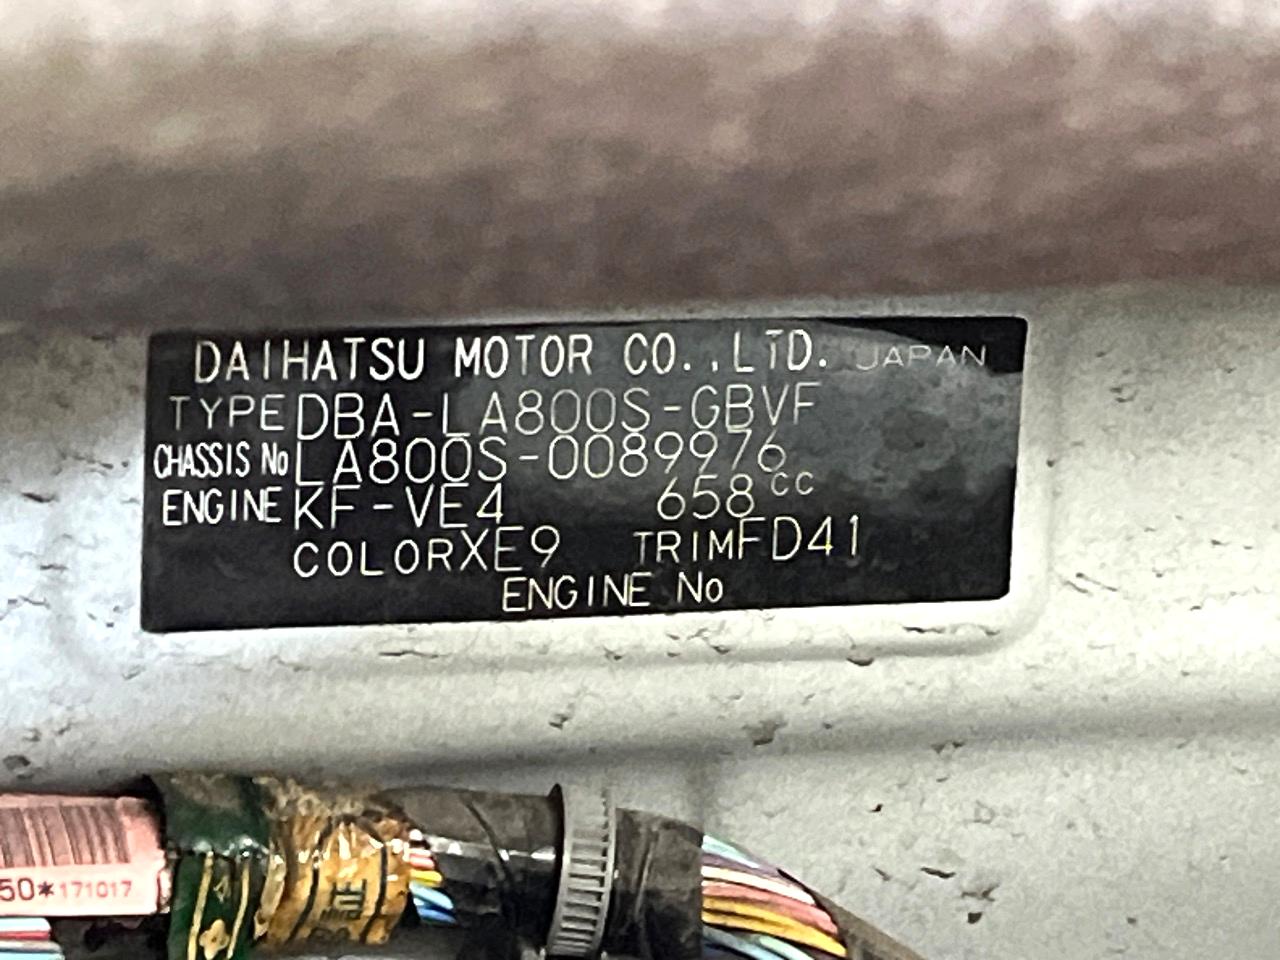 DAIHATSU MOTOR CO.,LTD. JAPAN
TYPE DBA-LA800S-GBVF
CHASSIS No LA800S-0089976
ENGINE KF-VE4 658CC
COLOR XE9 TRIM FD41
ENGINE No
50*171017